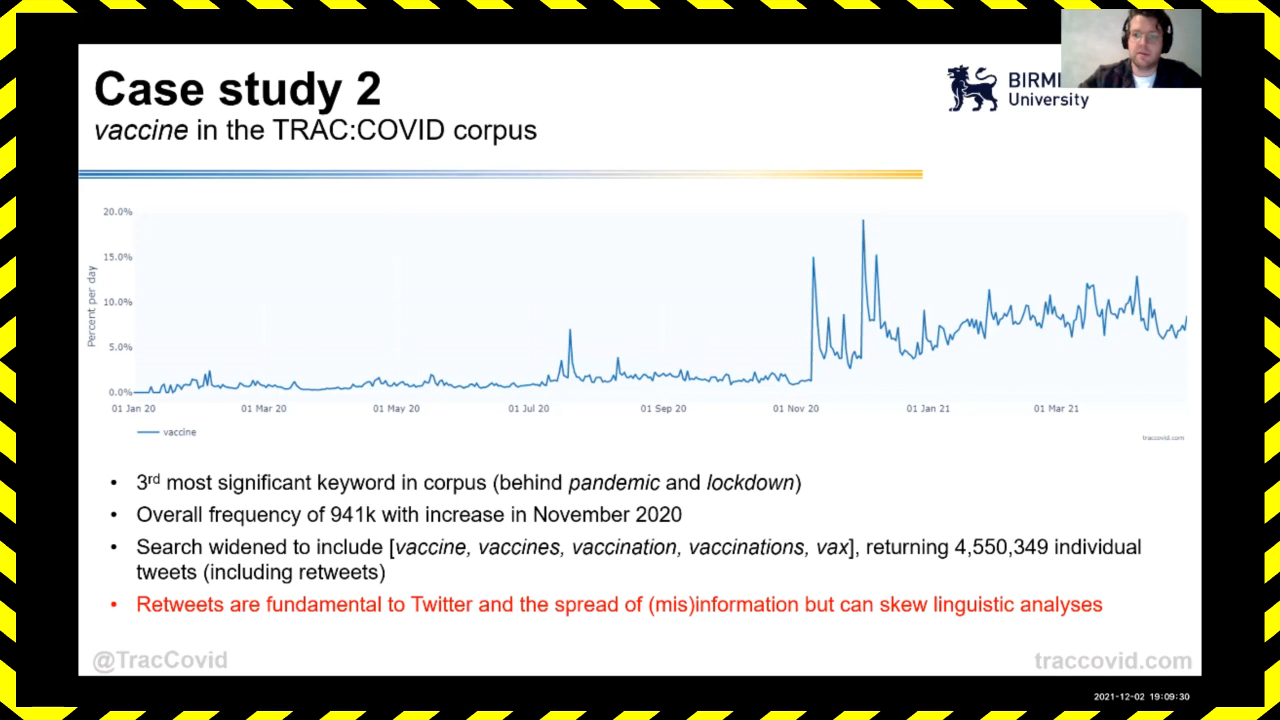 Case study 2
vaccine in the TRAC:COVID corpus
University
20.0%
15.0%
10.0%
5.0%
0.0%
Percent per day
01 Jan 20
01 Mar 20
01 May 20
01 Jul 20
01 Sep 20
01 Nov 20
01 Jan 21
01 Mar 21
vaccine
traccovid.com
• 3rd most significant keyword in corpus (behind pandemic and lockdown)
• Overall frequency of 941k with increase in November 2020
• Search widened to include [vaccine, vaccines, vaccination, vaccinations, vax], returning 4,550,349 individual
tweets (including retweets)
• Retweets are fundamental to Twitter and the spread of (mis)information but can skew linguistic analyses
@TracCovid
traccovid.com
2021-12-02 19:09:30